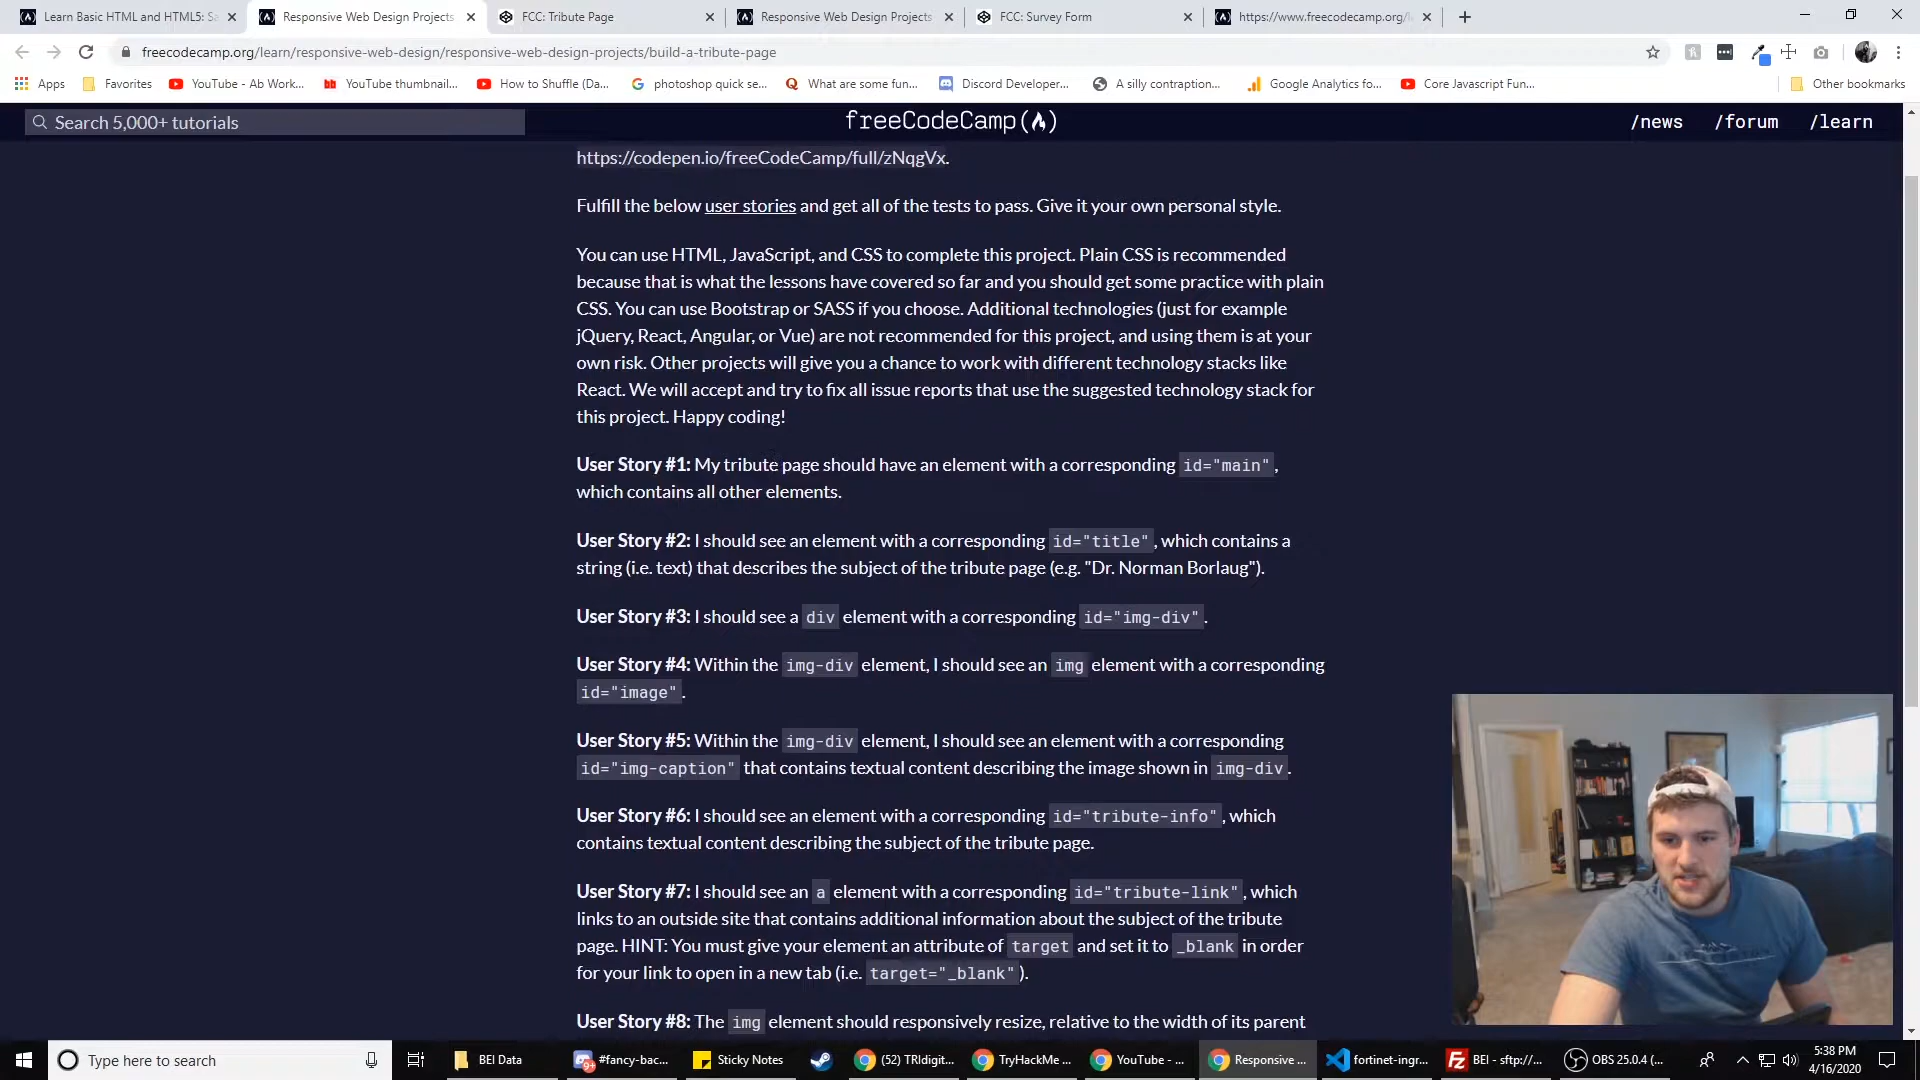 Learn Basic HTML and HTML5: Sa
Responsive Web Design Projects
FCC: Tribute Page
Responsive Web Design Projects
FCC: Survey Form
https://www.freecodecamp.org/l
freecodecamp.org/learn/responsive-web-design/responsive-web-design-projects/build-a-tribute-page
Apps
Favorites
YouTube - Ab Work...
YouTube thumbnail...
How to Shuffle (Da...
photoshop quick se...
What are some fun...
Discord Developer...
A silly contraption...
Google Analytics fo...
Core Javascript Fun...
Other bookmarks
Search 5,000+ tutorials
freeCodeCamp
/news
/forum
/learn
https://codepen.io/freeCodeCamp/full/zNqgVx.
Fulfill the below user stories and get all of the tests to pass. Give it your own personal style.
You can use HTML, JavaScript, and CSS to complete this project. Plain CSS is recommended
because that is what the lessons have covered so far and you should get some practice with plain
CSS. You can use Bootstrap or SASS if you choose. Additional technologies (just for example
jQuery, React, Angular, or Vue) are not recommended for this project, and using them is at your
own risk. Other projects will give you a chance to work with different technology stacks like
React. We will accept and try to fix all issue reports that use the suggested technology stack for
this project. Happy coding!
User Story #1: My tribute page should have an element with a corresponding id="main",
which contains all other elements.
User Story #2: I should see an element with a corresponding id="title", which contains a
string (i.e. text) that describes the subject of the tribute page (e.g. "Dr. Norman Borlaug").
User Story #3: I should see a div element with a corresponding id="img-div".
User Story #4: Within the img-div element, I should see an img element with a corresponding
id="image".
User Story #5: Within the img-div element, I should see an element with a corresponding
id="img-caption" that contains textual content describing the image shown in img-div.
User Story #6: I should see an element with a corresponding id="tribute-info", which
contains textual content describing the subject of the tribute page.
User Story #7: I should see an a element with a corresponding id="tribute-link", which
links to an outside site that contains additional information about the subject of the tribute
page. HINT: You must give your element an attribute of target and set it to _blank in order
for your link to open in a new tab (i.e. target="_blank").
User Story #8: The img element should responsively resize, relative to the width of its parent
Type here to search
BEI Data
#fancy-bac...
Sticky Notes
(52) TRIdigit...
TryHackMe ...
YouTube - ...
Responsive ...
fortinet-ingr...
BEI - sftp://...
OBS 25.0.4 (...
5:38 PM
4/16/2020